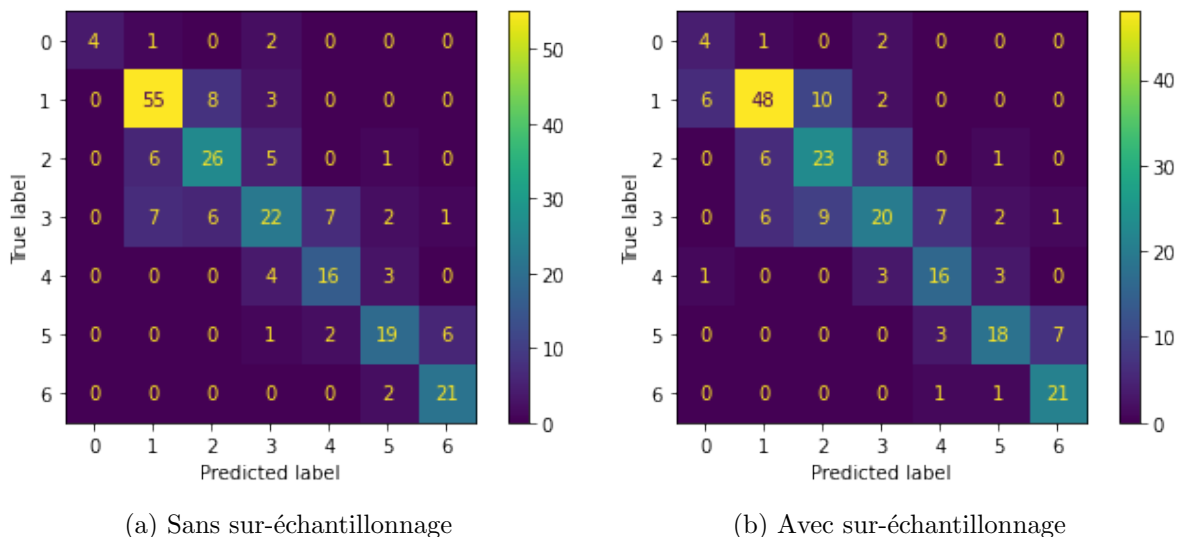 0 4 1 0 2 0 0 0
1 0 55 8 3 0 0 0
2 0 6 26 5 0 1 0
3 0 7 6 22 7 2 1
4 0 0 0 4 16 3 0
5 0 0 0 1 2 19 6
6 0 0 0 0 0 2 21
0 1 2 3 4 5 6
True label
Predicted label
50
40
30
20
10
0
(a) Sans sur-échantillonnage
0 4 1 0 2 0 0 0
1 6 48 10 2 0 0 0
2 0 6 23 8 0 1 0
3 0 6 9 20 7 2 1
4 1 0 0 3 16 3 0
5 0 0 0 0 3 18 7
6 0 0 0 0 1 1 21
0 1 2 3 4 5 6
True label
Predicted label
40
30
20
10
0
(b) Avec sur-échantillonnage